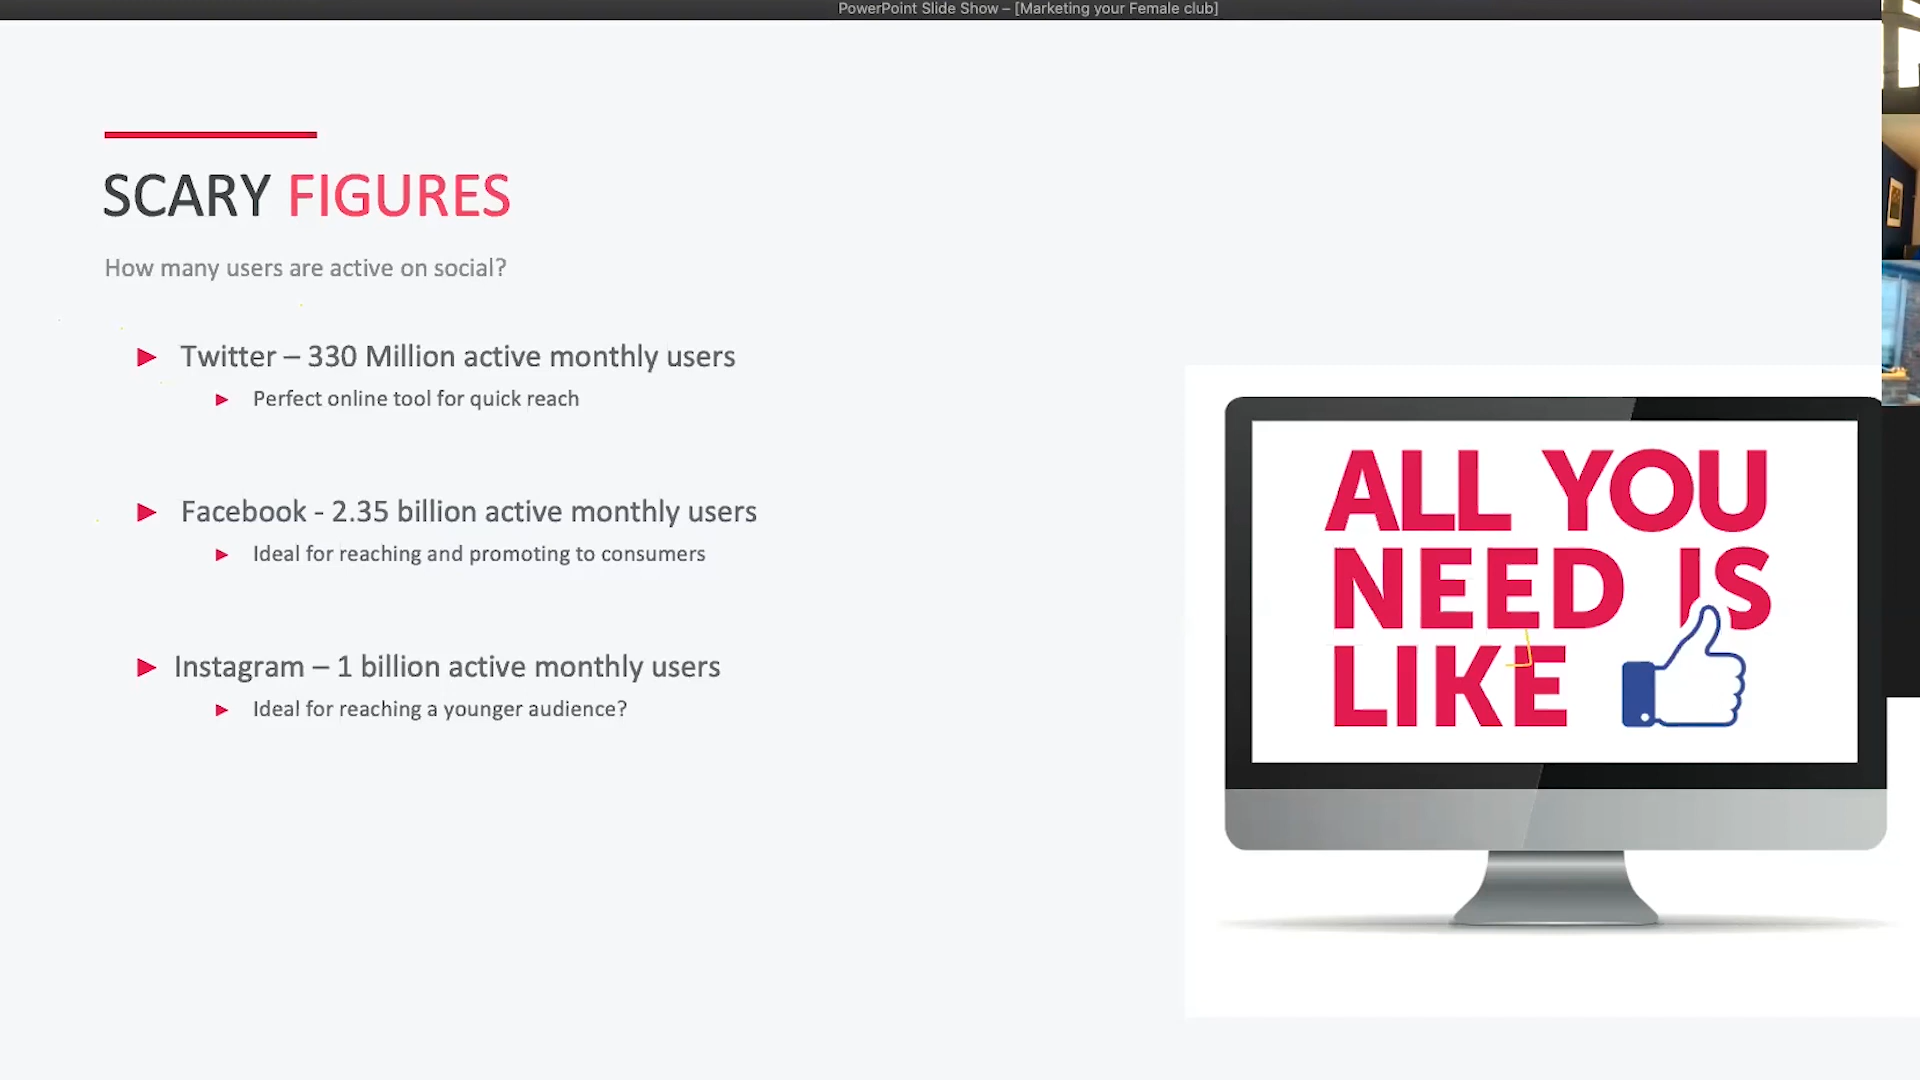 PowerPoint Slide Show – [Marketing your Female club]
SCARY FIGURES
How many users are active on social?
Twitter – 330 Million active monthly users
Perfect online tool for quick reach
Facebook - 2.35 billion active monthly users
Ideal for reaching and promoting to consumers
Instagram – 1 billion active monthly users
Ideal for reaching a younger audience?
ALL YOU
NEED IS
LIKE